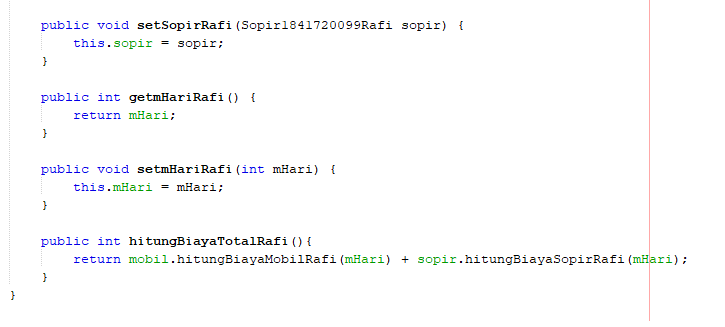 public void setSopirRafi(Sopir1841720099Rafi sopir) {
this.sopir = sopir;
}
public int getmHariRafi() {
return mHari;
}
public void setmHariRafi(int mHari) {
this.mHari = mHari;
}
public int hitungBiayaTotalRafi(){
return mobil.hitungBiayaMobilRafi(mHari) + sopir.hitungBiayaSopirRafi(mHari);
}
}